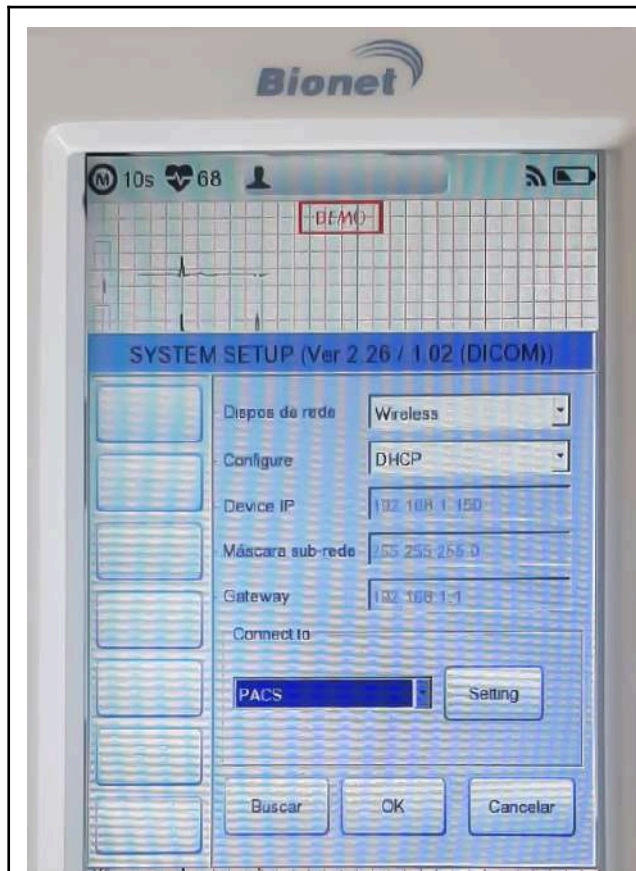 Bionet
M 10s 68
DEMO
SYSTEM SETUP (Ver 2.26 / 1.02 (DICOM))
Dispos de rede Wireless
Configure DHCP
Device IP 192.168.1.150
Máscara sub-rede 255.255.255.0
Gateway 192.168.1.1
Connect to
PACS Setting
Buscar OK Cancelar